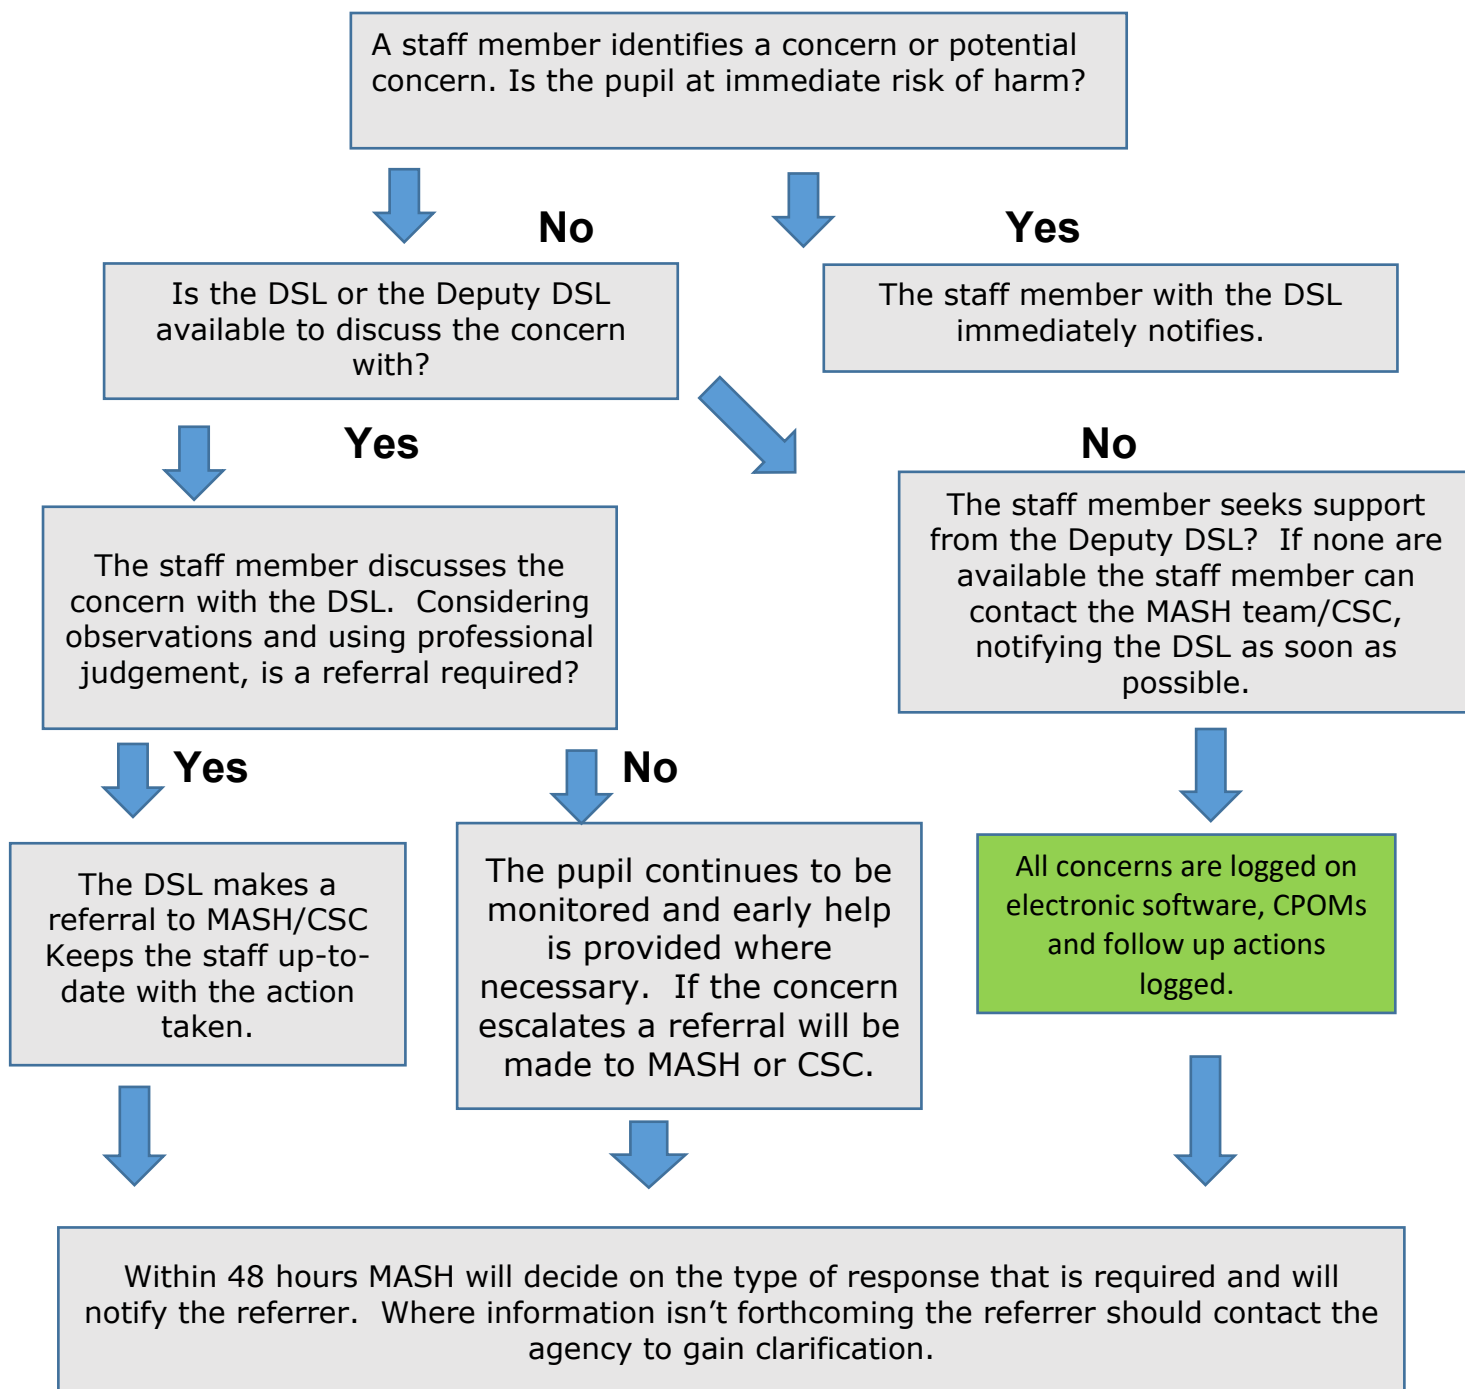 A staff member identifies a concern or potential
concern. Is the pupil at immediate risk of harm?
No
Yes
Is the DSL or the Deputy DSL
available to discuss the concern
with?
The staff member with the DSL
immediately notifies.
Yes
No
The staff member discusses the
concern with the DSL.  Considering
observations and using professional
judgement, is a referral required?
The staff member seeks support
from the Deputy DSL?  If none are
available the staff member can
contact the MASH team/CSC,
notifying the DSL as soon as
possible.
Yes
No
The DSL makes a
referral to MASH/CSC
Keeps the staff up-to-
date with the action
taken.
The pupil continues to be
monitored and early help
is provided where
necessary.  If the concern
escalates a referral will be
made to MASH or CSC.
All concerns are logged on
electronic software, CPOMs
and follow up actions
logged.
Within 48 hours MASH will decide on the type of response that is required and will
notify the referrer.  Where information isn’t forthcoming the referrer should contact the
agency to gain clarification.